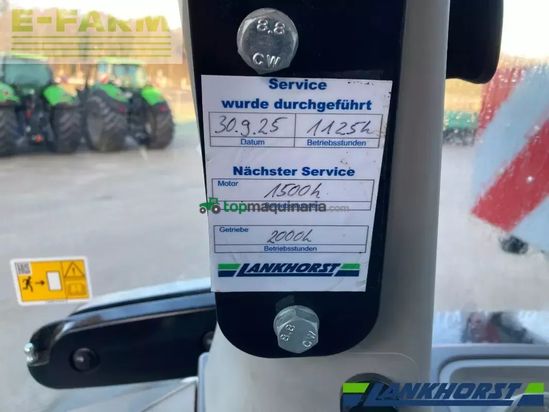 E-FARM
8.8
CW
Service
wurde durchgeführt
30.9.25 1125h
Datum Betriebsstunden
Nächster Service
Motor 1500h
topmaquinaria.com
Getriebe 2000h
Betriebsstunden
LANKHORST
8.8
CW
LANKHORST